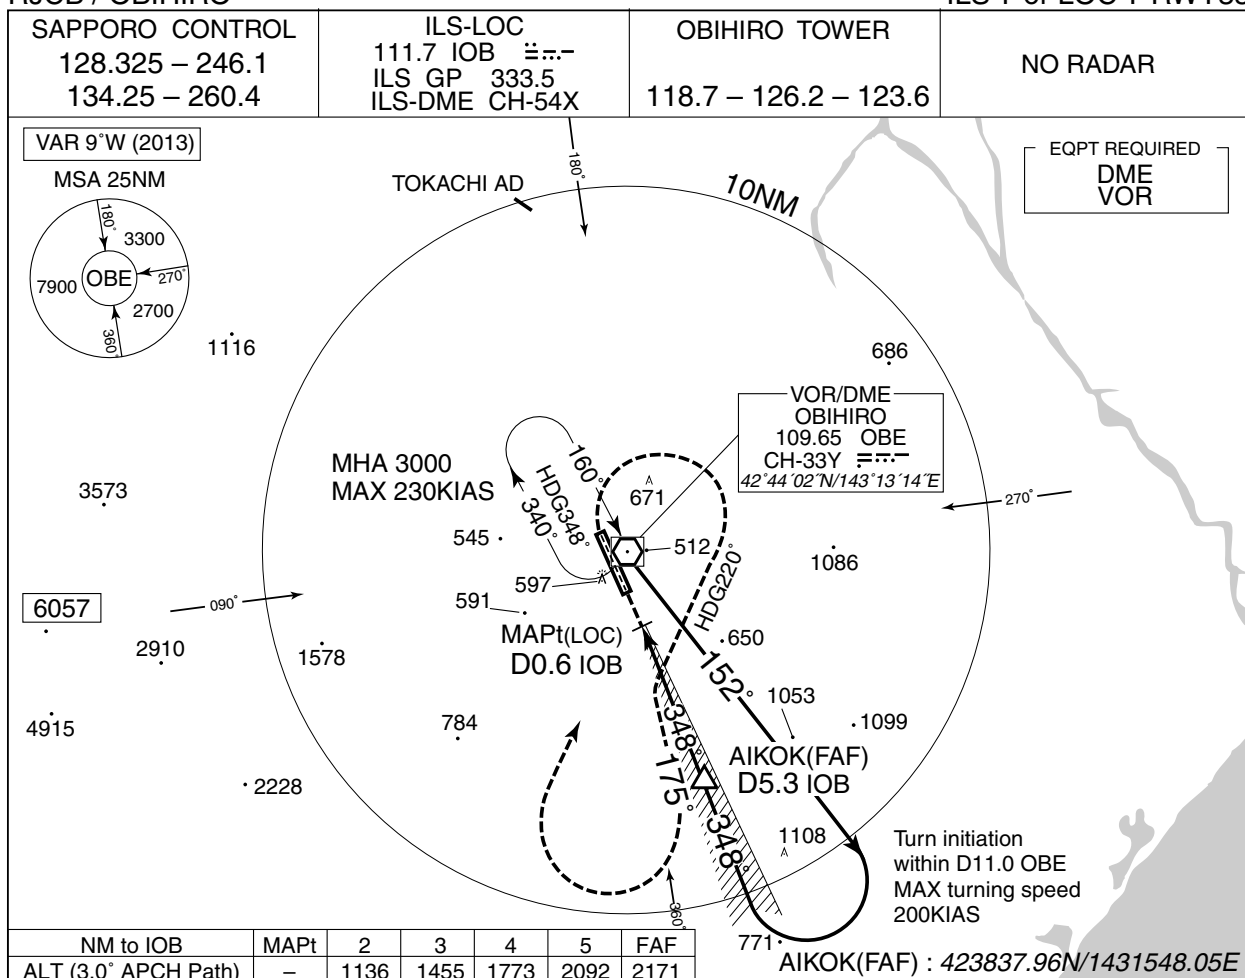 SAPPORO CONTROL
128.325 – 246.1
134.25 – 260.4
ILS-LOC
111.7 IOB
ILS GP 333.5
ILS-DME CH-54X
OBIHIRO TOWER
118.7 – 126.2 – 123.6
NO RADAR
VAR 9°W (2013)
MSA 25NM
180°
3300
OBE
270°
7900
2700
360°
180°
TOKACHI AD
10NM
EQPT REQUIRED
DME
VOR
1116
686
VOR/DME
OBIHIRO
109.65 OBE
CH-33Y
42°44′02″N/143°13′14″E
MHA 3000
MAX 230KIAS
160°
HDG348°
340°
671
3573
270°
545
512
1086
597
HDG220°
6057
090°
591
MAPt(LOC)
D0.6 IOB
650
2910
1578
152°
1053
4915
784
348°
1099
AIKOK(FAF)
D5.3 IOB
175°
2228
348°
1108
Turn initiation
within D11.0 OBE
MAX turning speed
200KIAS
360°
771
NM to IOB MAPt 2 3 4 5 FAF
ALT (3.0° APCH Path) – 1136 1455 1773 2092 2171
AIKOK(FAF) : 423837.96N/1431548.05E